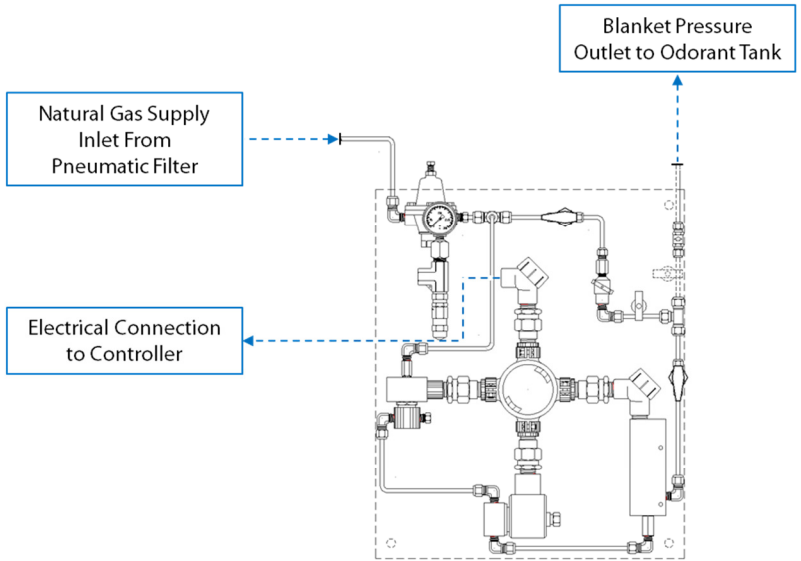 Blanket Pressure
Outlet to Odorant Tank
Natural Gas Supply
Inlet From
Pneumatic Filter
Electrical Connection
to Controller